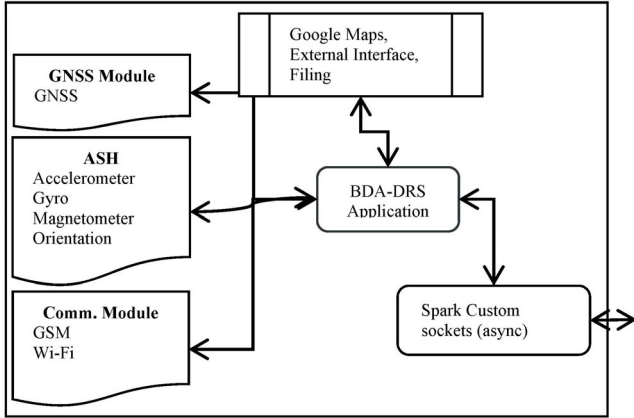 Google Maps,
External Interface,
Filing
GNSS Module
GNSS
ASH
Accelerometer
Gyro
Magnetometer
Orientation
BDA-DRS
Application
Comm. Module
GSM
Wi-Fi
Spark Custom
sockets (async)